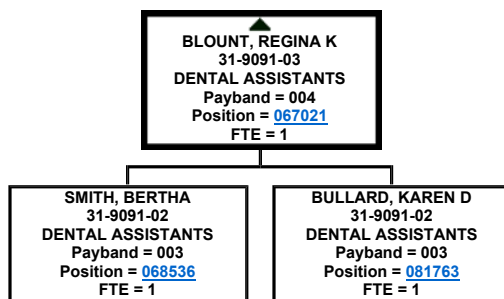 BLOUNT, REGINA K
31-9091-03
DENTAL ASSISTANTS
Payband = 004
Position = 067021
FTE = 1
SMITH, BERTHA
31-9091-02
DENTAL ASSISTANTS
Payband = 003
Position = 068536
FTE = 1
BULLARD, KAREN D
31-9091-02
DENTAL ASSISTANTS
Payband = 003
Position = 081763
FTE = 1